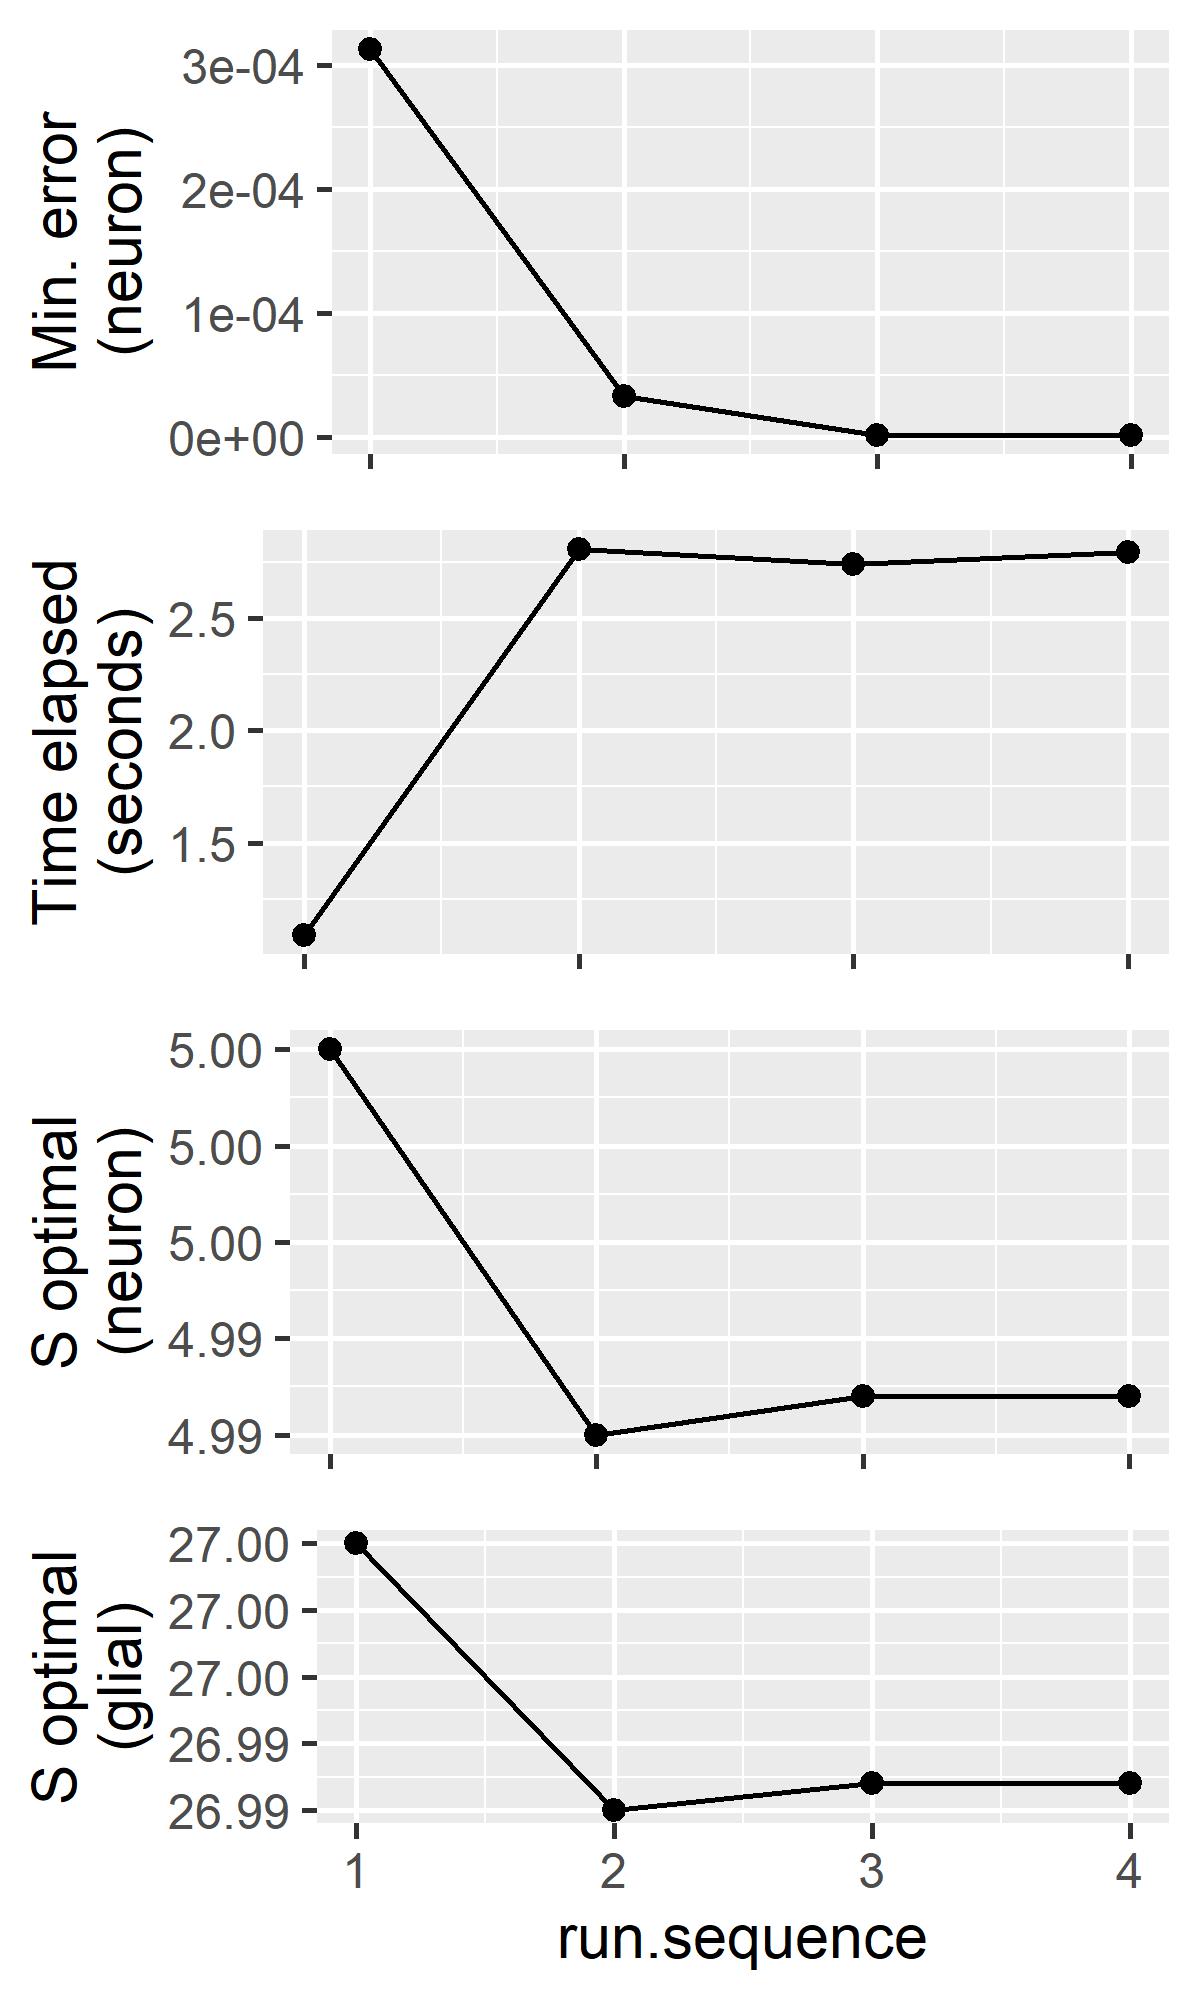 Min. error
(neuron)
3e-04
2e-04
1e-04
0e+00
Time elapsed
(seconds)
2.5
2.0
1.5
S optimal
(neuron)
5.00
5.00
5.00
4.99
4.99
S optimal
(glial)
27.00
27.00
27.00
26.99
26.99
1 2 3 4
run.sequence